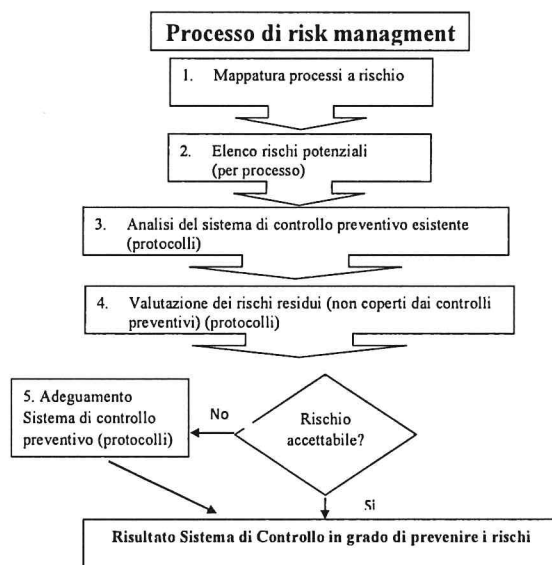 Processo di risk managment
1. Mappatura processi a rischio
2. Elenco rischi potenziali
(per processo)
3. Analisi del sistema di controllo preventivo esistente
(protocolli)
4. Valutazione dei rischi residui (non coperti dai controlli
preventivi) (protocolli)
5. Adeguamento
Sistema di controllo
preventivo (protocolli)
No
Rischio
accettabile?
Si
Risultato Sistema di Controllo in grado di prevenire i rischi